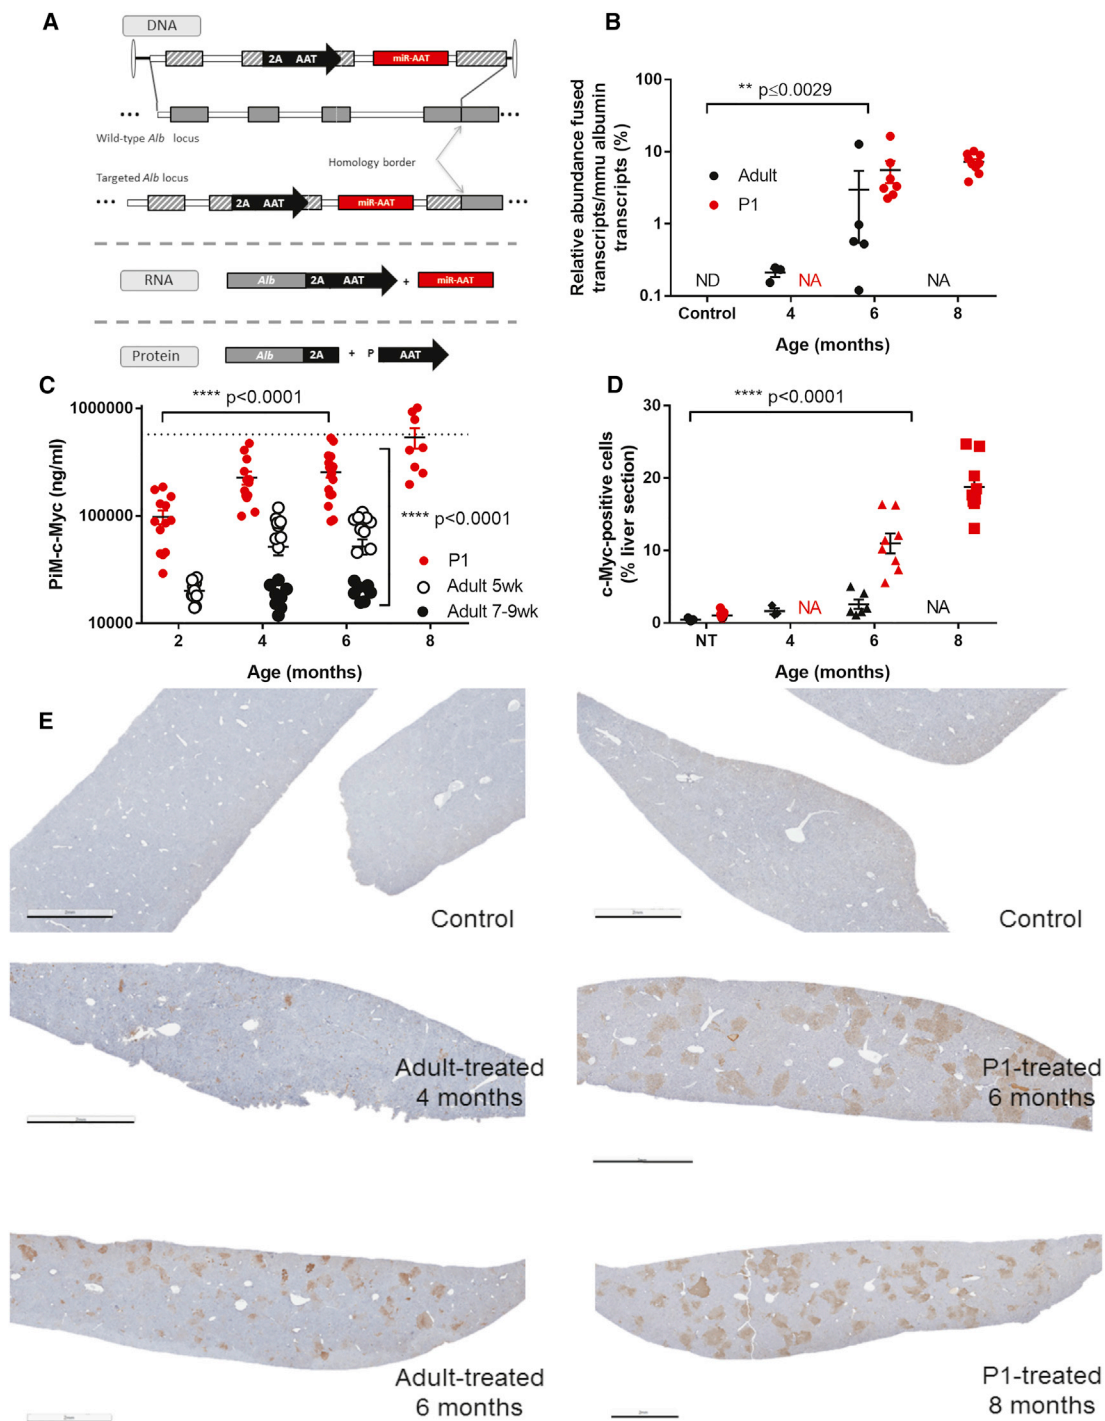 A
DNA
2A AAT
miR-AAT
Wild-type Alb locus
Homology border
Targeted Alb locus
2A AAT
miR-AAT
RNA
Alb 2A AAT + miR-AAT
Protein
Alb 2A + P AAT
B
Relative abundance fused
transcripts/mmu albumin
transcripts (%)
100
10
1
0.1
** p≤0.0029
Adult
P1
ND
NA
NA
Control 4 6 8
Age (months)
C
PiM-c-Myc (ng/ml)
1000000
100000
10000
**** p<0.0001
**** p<0.0001
P1
Adult 5wk
Adult 7-9wk
2 4 6 8
Age (months)
D
c-Myc-positive cells
(% liver section)
30
20
10
0
**** p<0.0001
NA
NA
NT 4 6 8
Age (months)
E
Control
Control
Adult-treated
4 months
P1-treated
6 months
Adult-treated
6 months
P1-treated
8 months